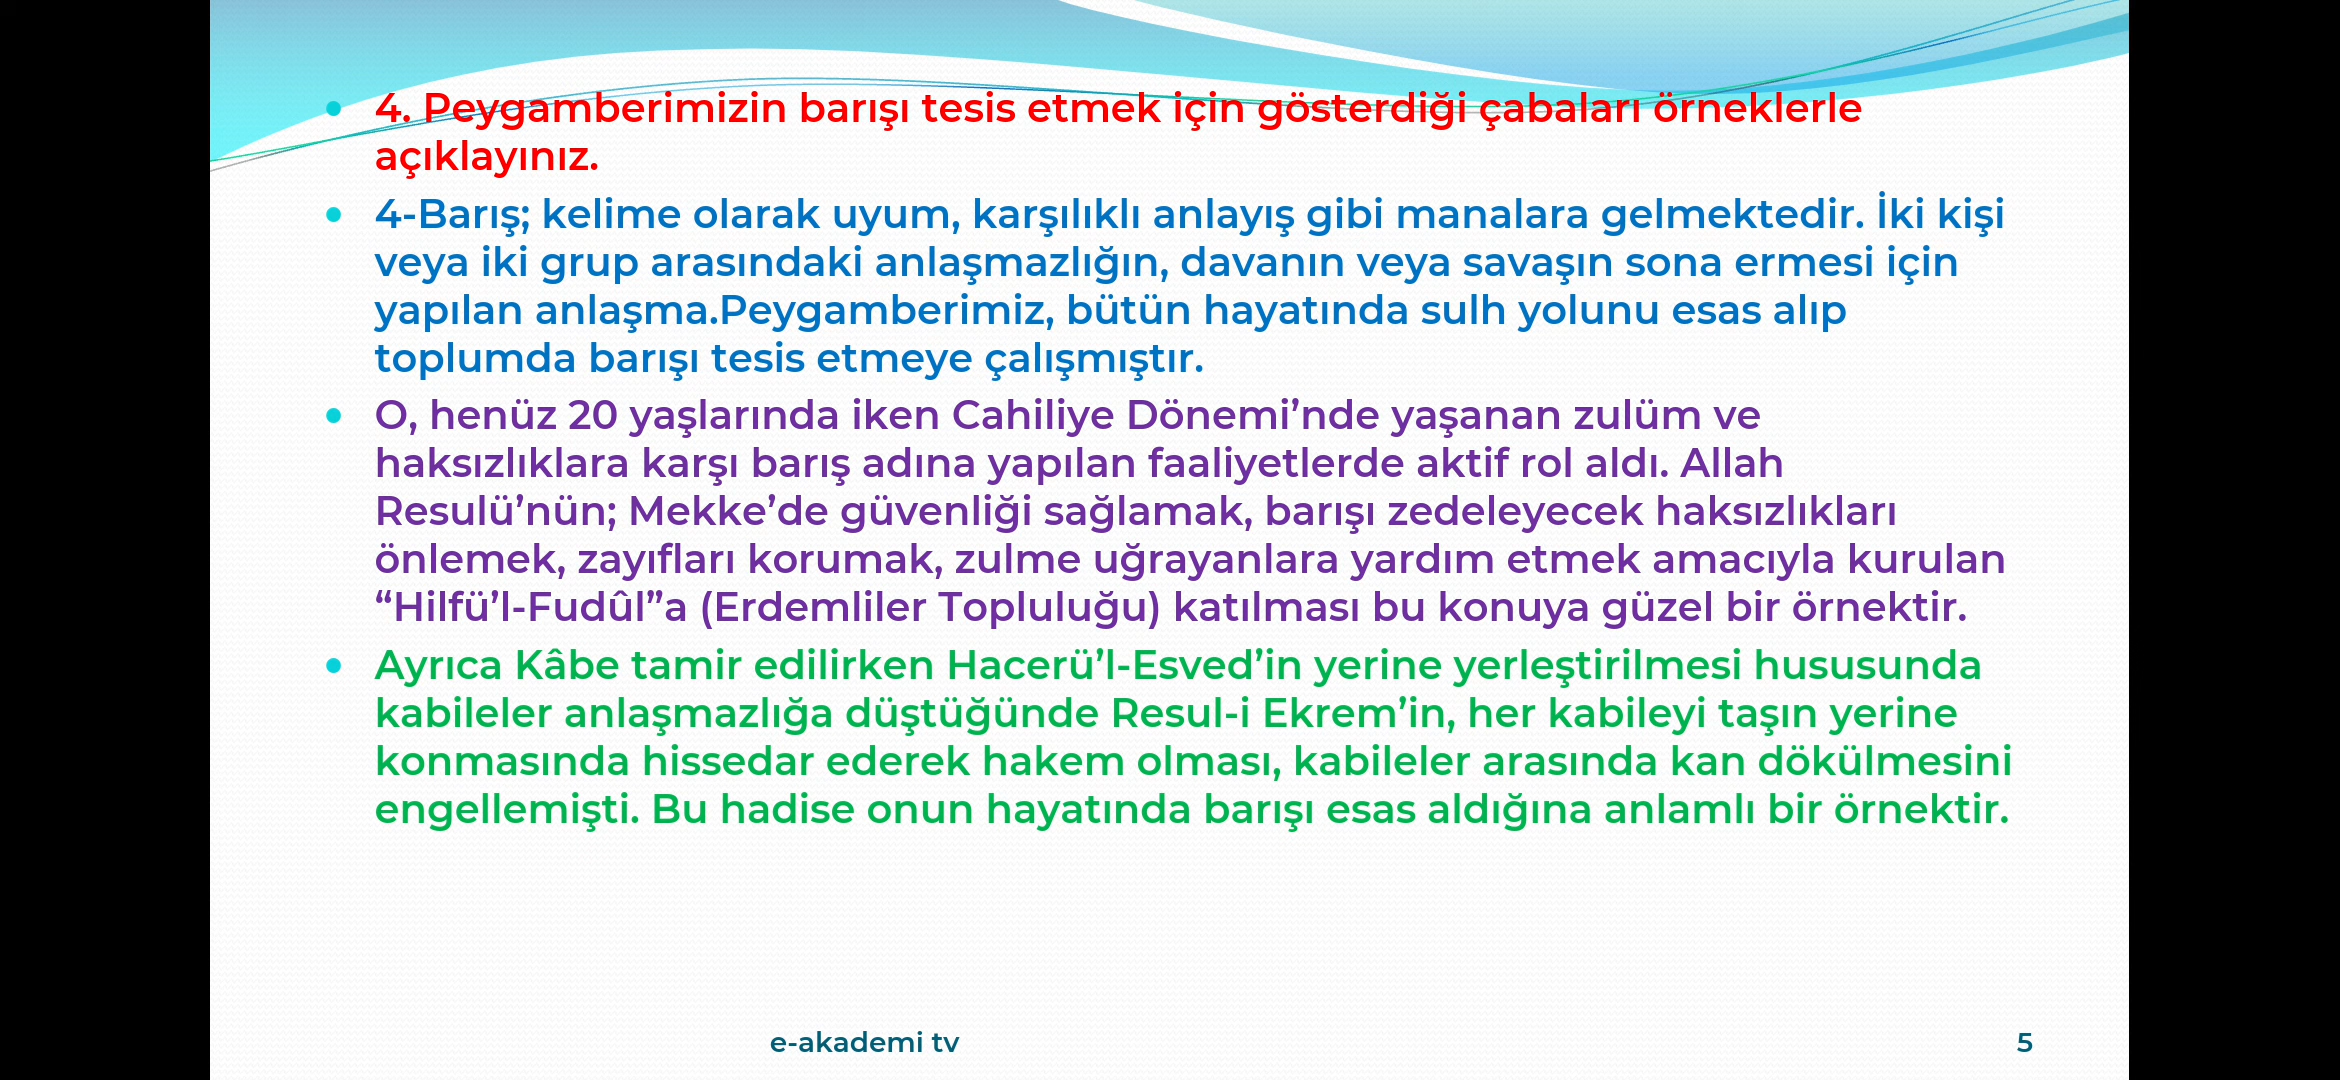 4. Peygamberimizin barışı tesis etmek için gösterdiği çabaları örneklerle
açıklayınız.
4-Barış; kelime olarak uyum, karşılıklı anlayış gibi manalara gelmektedir. İki kişi
veya iki grup arasındaki anlaşmazlığın, davanın veya savaşın sona ermesi için
yapılan anlaşma.Peygamberimiz, bütün hayatında sulh yolunu esas alıp
toplumda barışı tesis etmeye çalışmıştır.
O, henüz 20 yaşlarında iken Cahiliye Dönemi’nde yaşanan zulüm ve
haksızlıklara karşı barış adına yapılan faaliyetlerde aktif rol aldı. Allah
Resulü’nün; Mekke’de güvenliği sağlamak, barışı zedeleyecek haksızlıkları
önlemek, zayıfları korumak, zulme uğrayanlara yardım etmek amacıyla kurulan
“Hilfü’l-Fudûl”a (Erdemliler Topluluğu) katılması bu konuya güzel bir örnektir.
Ayrıca Kâbe tamir edilirken Hacerü’l-Esved’in yerine yerleştirilmesi hususunda
kabileler anlaşmazlığa düştüğünde Resul-i Ekrem’in, her kabileyi taşın yerine
konmasında hissedar ederek hakem olması, kabileler arasında kan dökülmesini
engellemişti. Bu hadise onun hayatında barışı esas aldığına anlamlı bir örnektir.
e-akademi tv
5